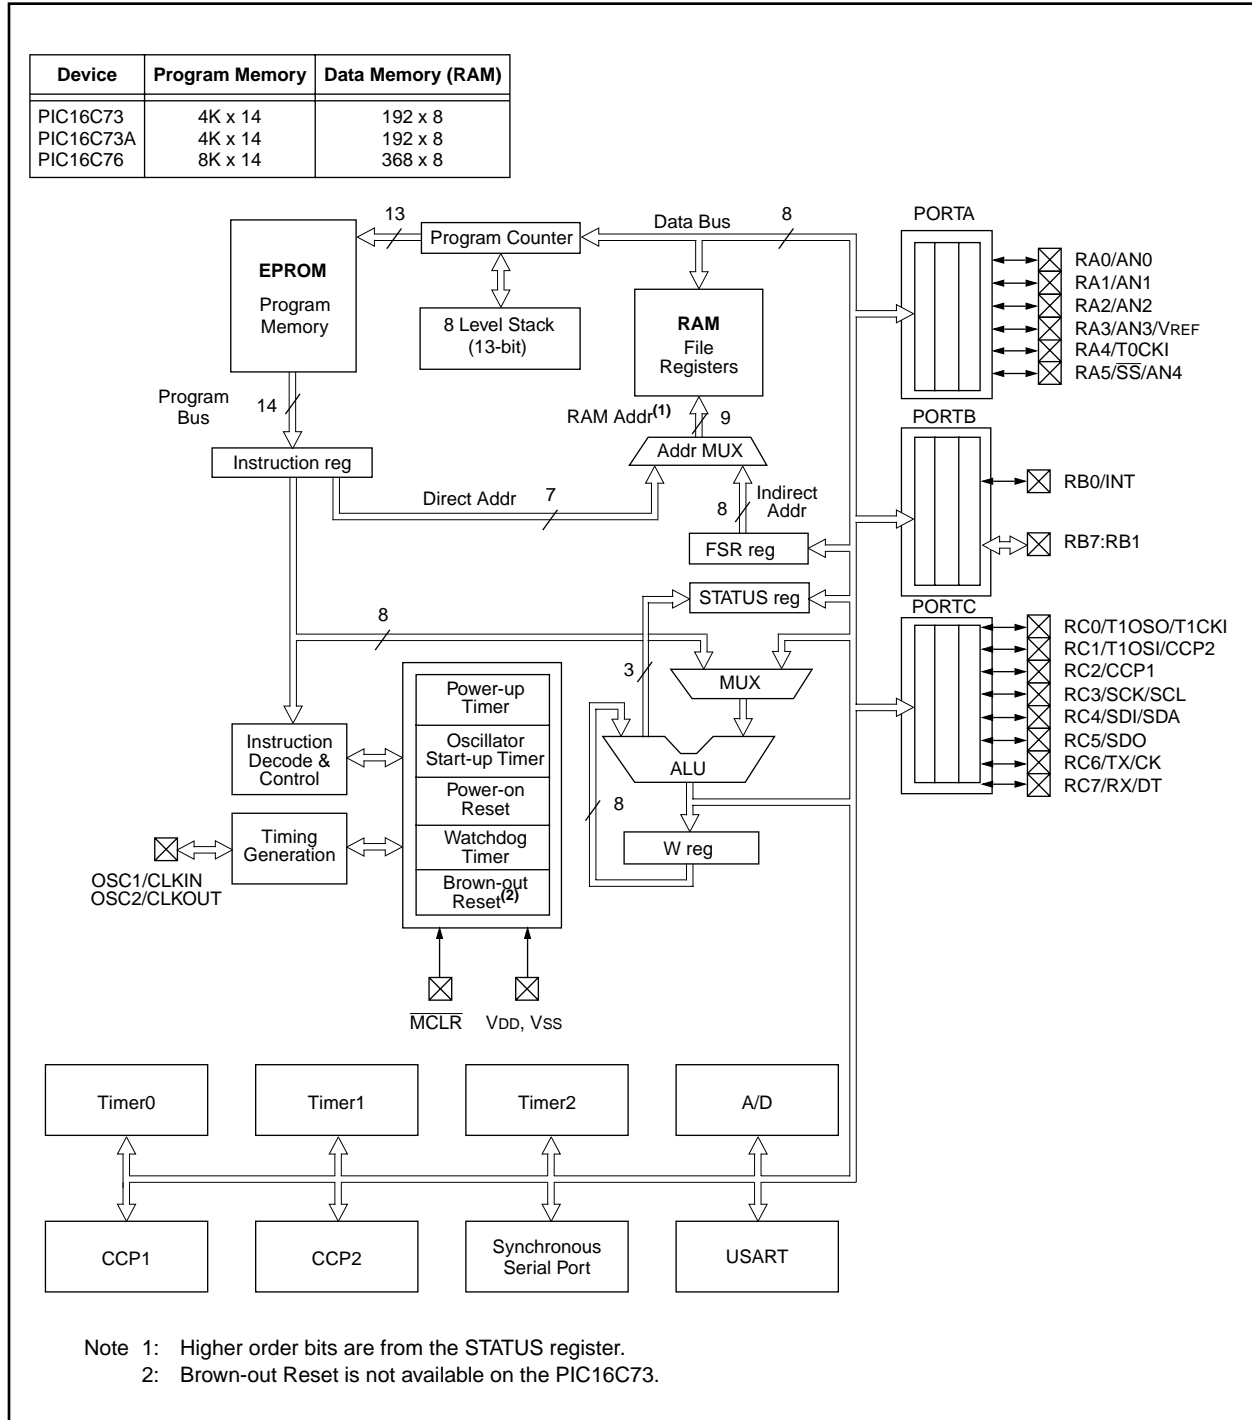 Device Program Memory Data Memory (RAM)
PIC16C73 4K x 14 192 x 8
PIC16C73A 4K x 14 192 x 8
PIC16C76 8K x 14 368 x 8
13
Data Bus
8
PORTA
EPROM
Program
Memory
Program Counter
8 Level Stack
(13-bit)
RAM
File
Registers
RA0/AN0
RA1/AN1
RA2/AN2
RA3/AN3/VREF
RA4/T0CKI
RA5/S̅S̅/AN4
Program
Bus
14
RAM Addr(1)
9
PORTB
Instruction reg
Addr MUX
Direct Addr
7
8
Indirect
Addr
RB0/INT
RB7:RB1
FSR reg
STATUS reg
PORTC
8
3
MUX
RC0/T1OSO/T1CKI
RC1/T1OSI/CCP2
RC2/CCP1
RC3/SCK/SCL
RC4/SDI/SDA
RC5/SDO
RC6/TX/CK
RC7/RX/DT
Power-up
Timer
Oscillator
Start-up Timer
Power-on
Reset
Watchdog
Timer
Brown-out
Reset(2)
Instruction
Decode &
Control
ALU
8
W reg
Timing
Generation
OSC1/CLKIN
OSC2/CLKOUT
M̅C̅L̅R̅
VDD, VSS
Timer0
Timer1
Timer2
A/D
CCP1
CCP2
Synchronous
Serial Port
USART
Note 1: Higher order bits are from the STATUS register.
2: Brown-out Reset is not available on the PIC16C73.